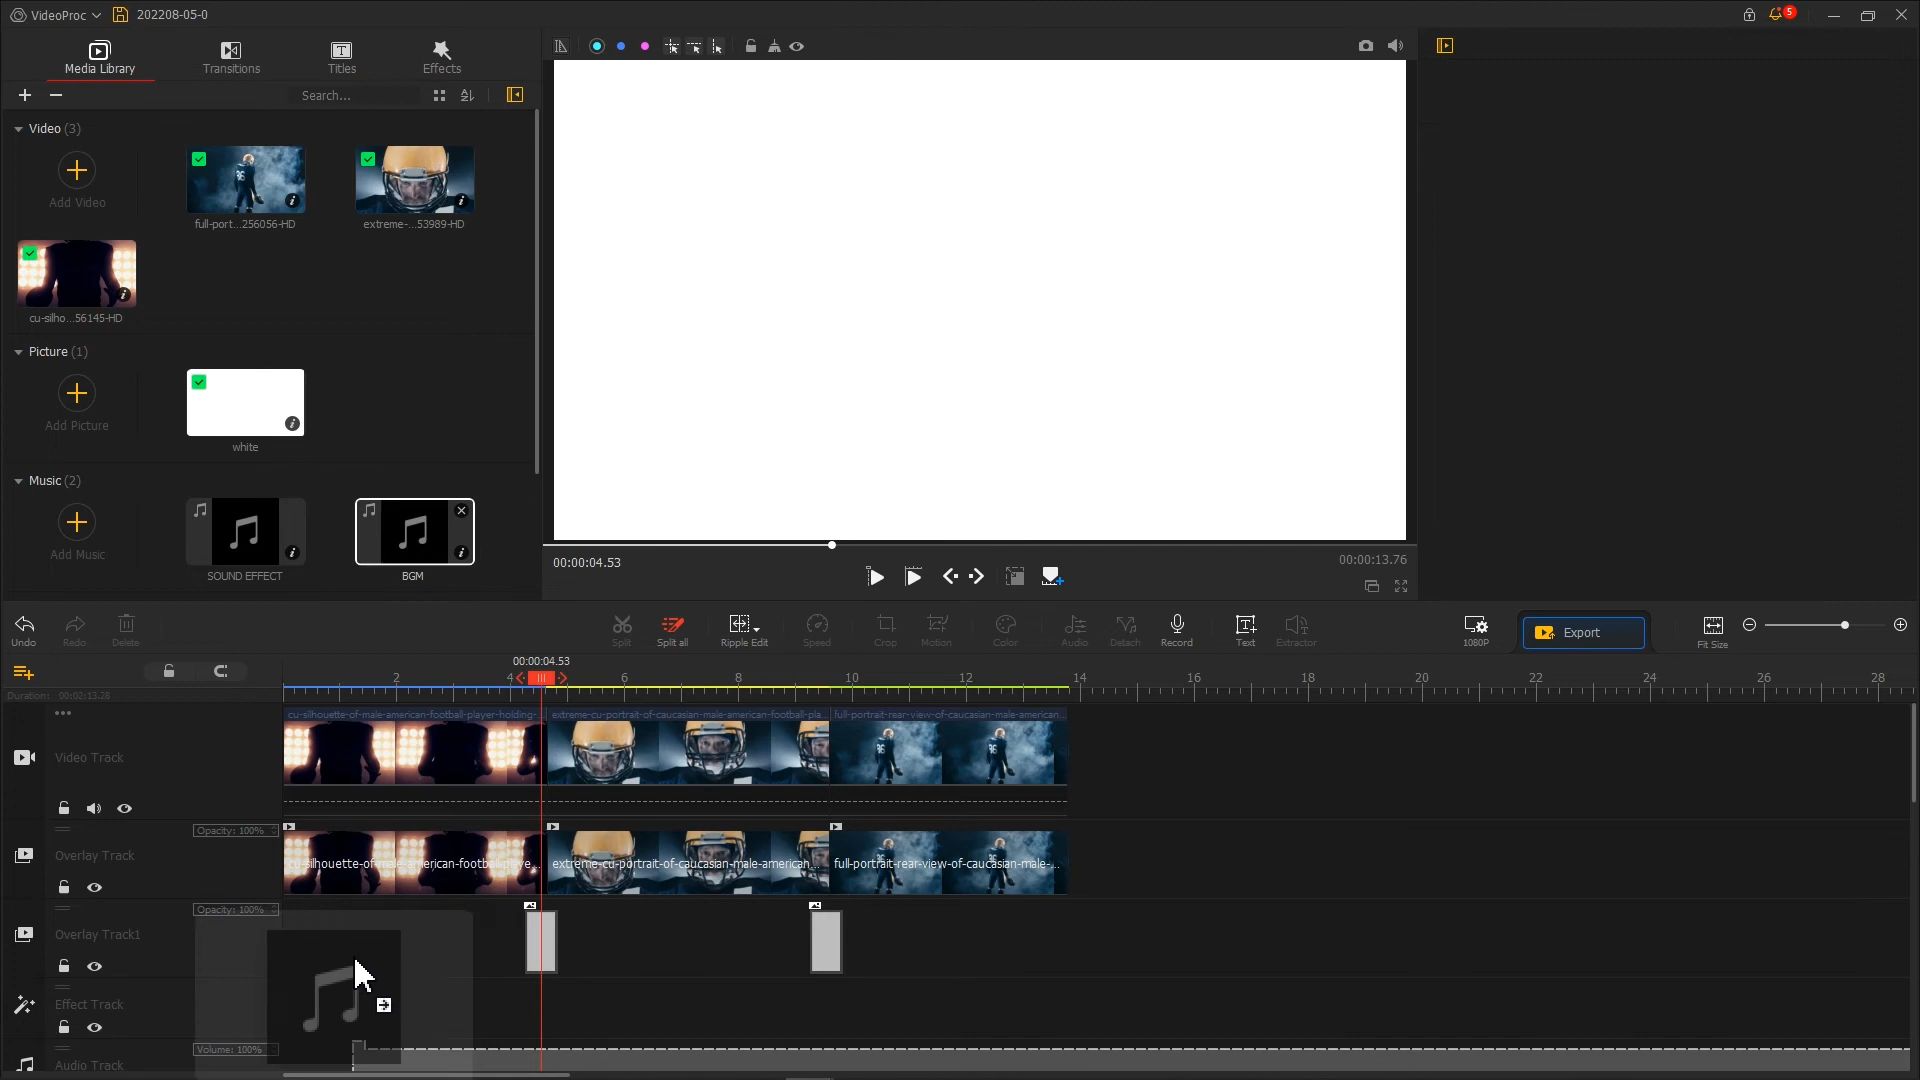 VideoProc
202208-05-0
5
Media Library
Transitions
Titles
Effects
Search...
Video (3)
Add Video
full-port...256056-HD
extreme-...53989-HD
cu-silho...56145-HD
Picture (1)
Add Picture
white
Music (2)
Add Music
SOUND EFFECT
BGM
00:00:04.53
00:00:13.76
Undo
Redo
Delete
Split
Split all
Ripple Edit
Speed
Crop
Motion
Color
Audio
Detach
Record
Text
Extractor
1080P
Export
Fit Size
00:00:04.53
2 4 6 8 10 12 14 16 18 20 22 24 26 28
Duration: 00:02:13.26
cu-silhouette-of-male-american-football-player-holding-...
extreme-cu-portrait-of-caucasian-male-american-football-pla...
full-portrait-rear-view-of-caucasian-male-american...
Video Track
Opacity: 100%
Overlay Track
cu-silhouette-of-male-american-football-playe...
extreme-cu-portrait-of-caucasian-male-american...
full-portrait-rear-view-of-caucasian-male-...
Opacity: 100%
Overlay Track1
Effect Track
Volume: 100%
Audio Track